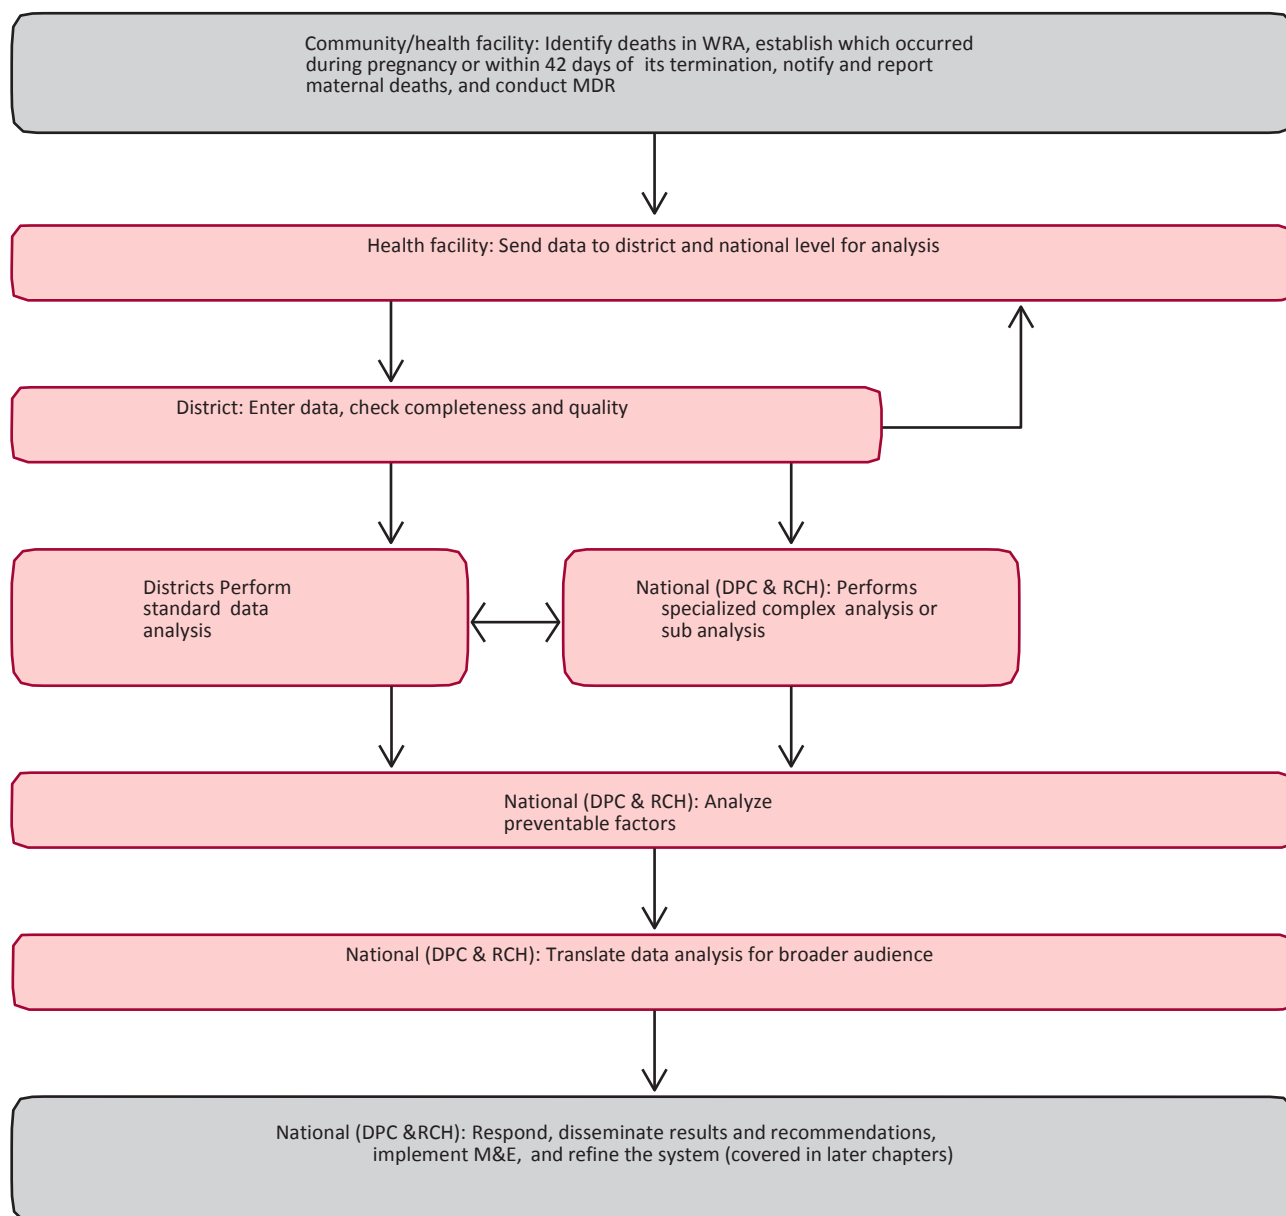 Community/health facility: Identify deaths in WRA, establish which occurred
during pregnancy or within 42 days of its termination, notify and report
maternal deaths, and conduct MDR
Health facility: Send data to district and national level for analysis
District: Enter data, check completeness and quality
Districts Perform
standard data
analysis
National (DPC & RCH): Performs
specialized complex analysis or
sub analysis
National (DPC & RCH): Analyze
preventable factors
National (DPC & RCH): Translate data analysis for broader audience
National (DPC &RCH): Respond, disseminate results and recommendations,
implement M&E, and refine the system (covered in later chapters)